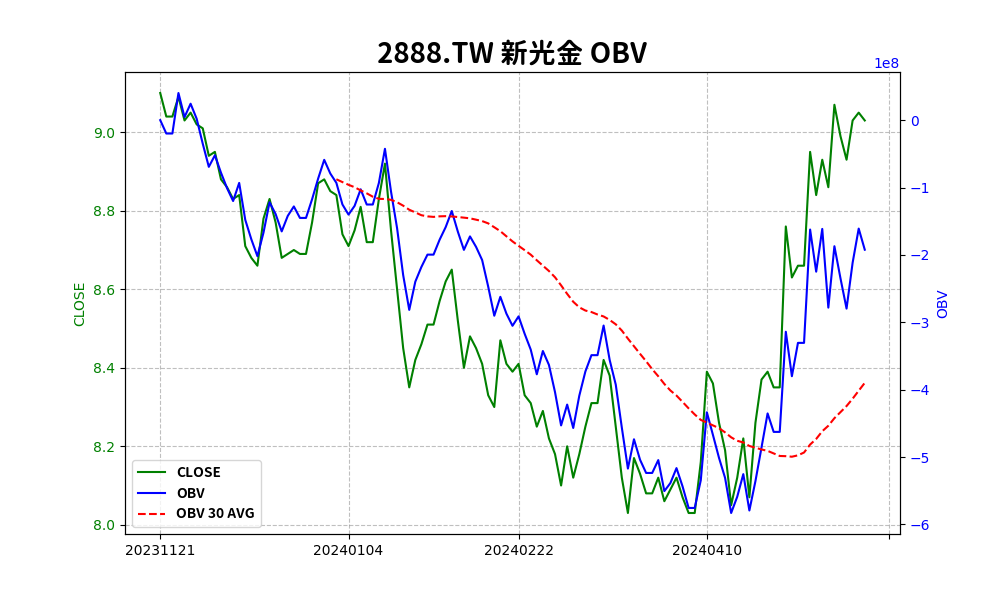 2888.TW 新光金 OBV
1e8
9.0
8.8
8.6
8.4
8.2
8.0
CLOSE
0
−1
−2
−3
−4
−5
−6
OBV
CLOSE
OBV
OBV 30 AVG
20231121
20240104
20240222
20240410